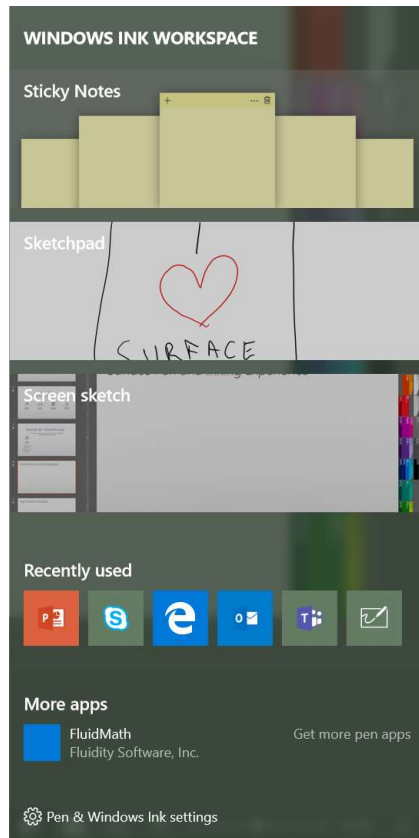 WINDOWS INK WORKSPACE
Sticky Notes
Sketchpad
SURFACE
Screen sketch
Recently used
More apps
FluidMath
Fluidity Software, Inc.
Get more pen apps
Pen & Windows Ink settings